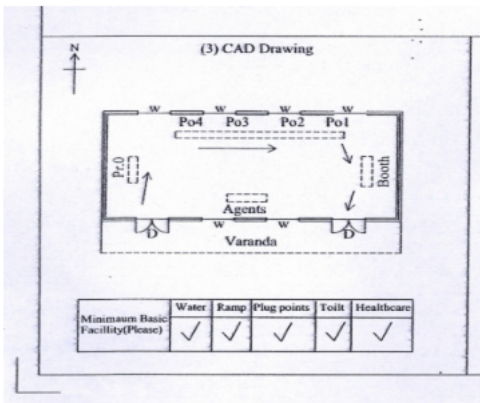 (3) CAD Drawing
N
W W W W
Po4 Po3 Po2 Po1
Pr.0
Booth
Agents
D W W D
Varanda
Water Ramp Plug points Toilt Healthcare
Minimaum Basic
Facillity(Please) ✓ ✓ ✓ ✓ ✓